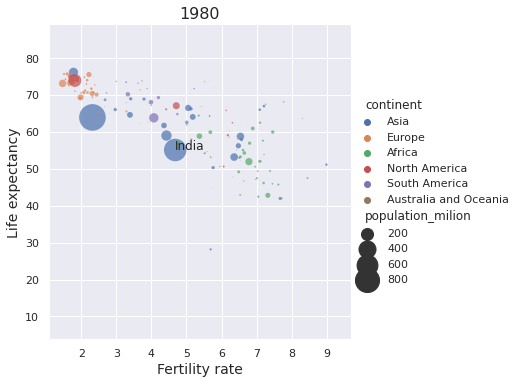 1980
Life expectancy
80
70
60
50
40
30
20
10
India
2 3 4 5 6 7 8 9
Fertility rate
continent
Asia
Europe
Africa
North America
South America
Australia and Oceania
population_milion
200
400
600
800